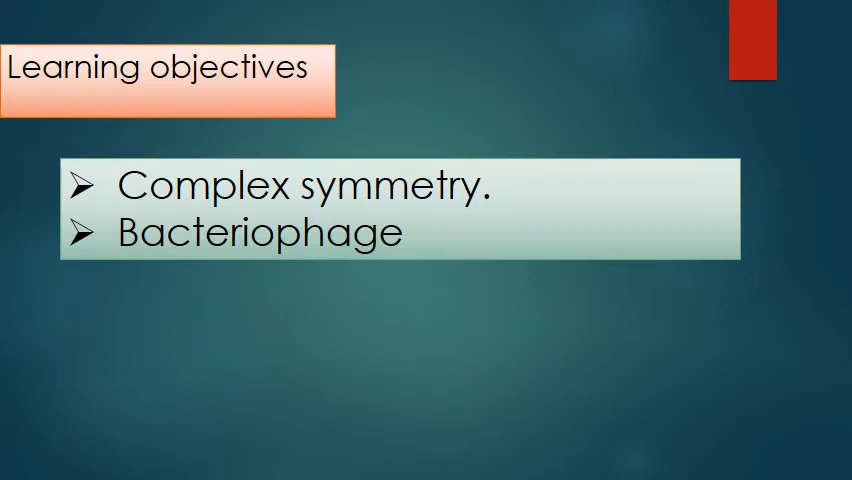 Learning objectives
➢ Complex symmetry.
➢ Bacteriophage